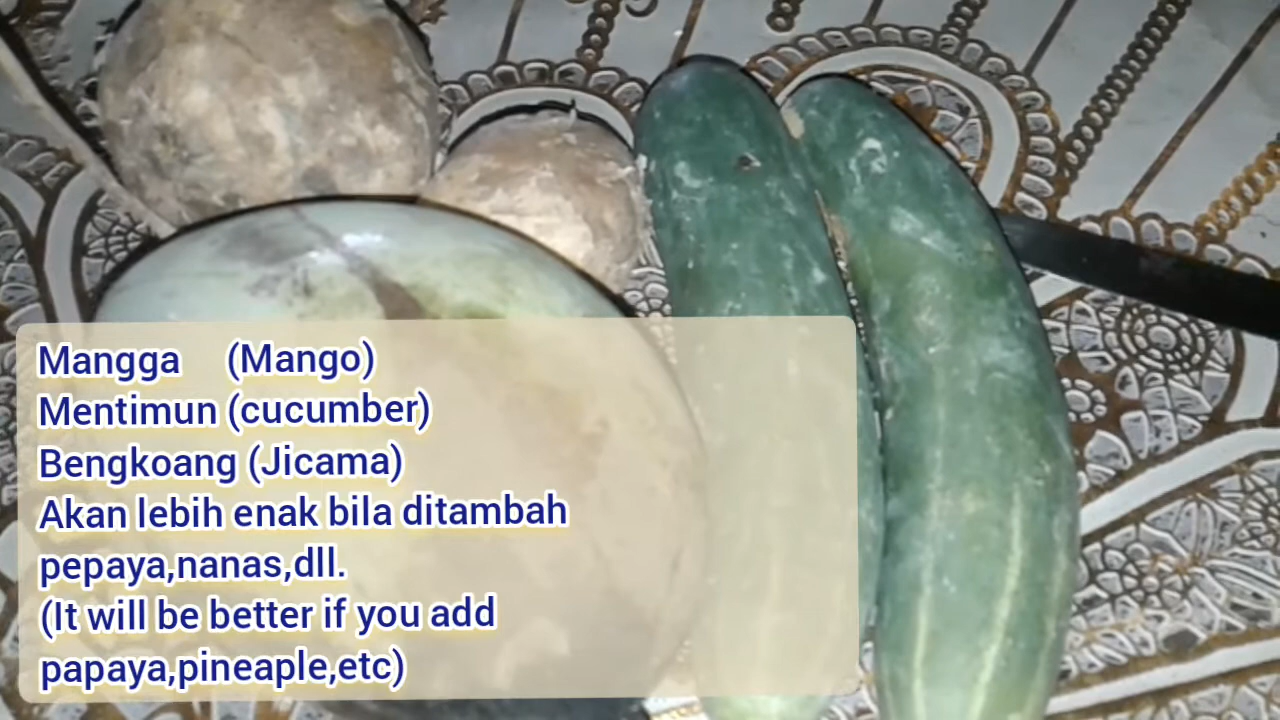 Mangga (Mango)
Mentimun (cucumber)
Bengkoang (Jicama)
Akan lebih enak bila ditambah
pepaya,nanas,dll.
(It will be better if you add
papaya,pineaple,etc)